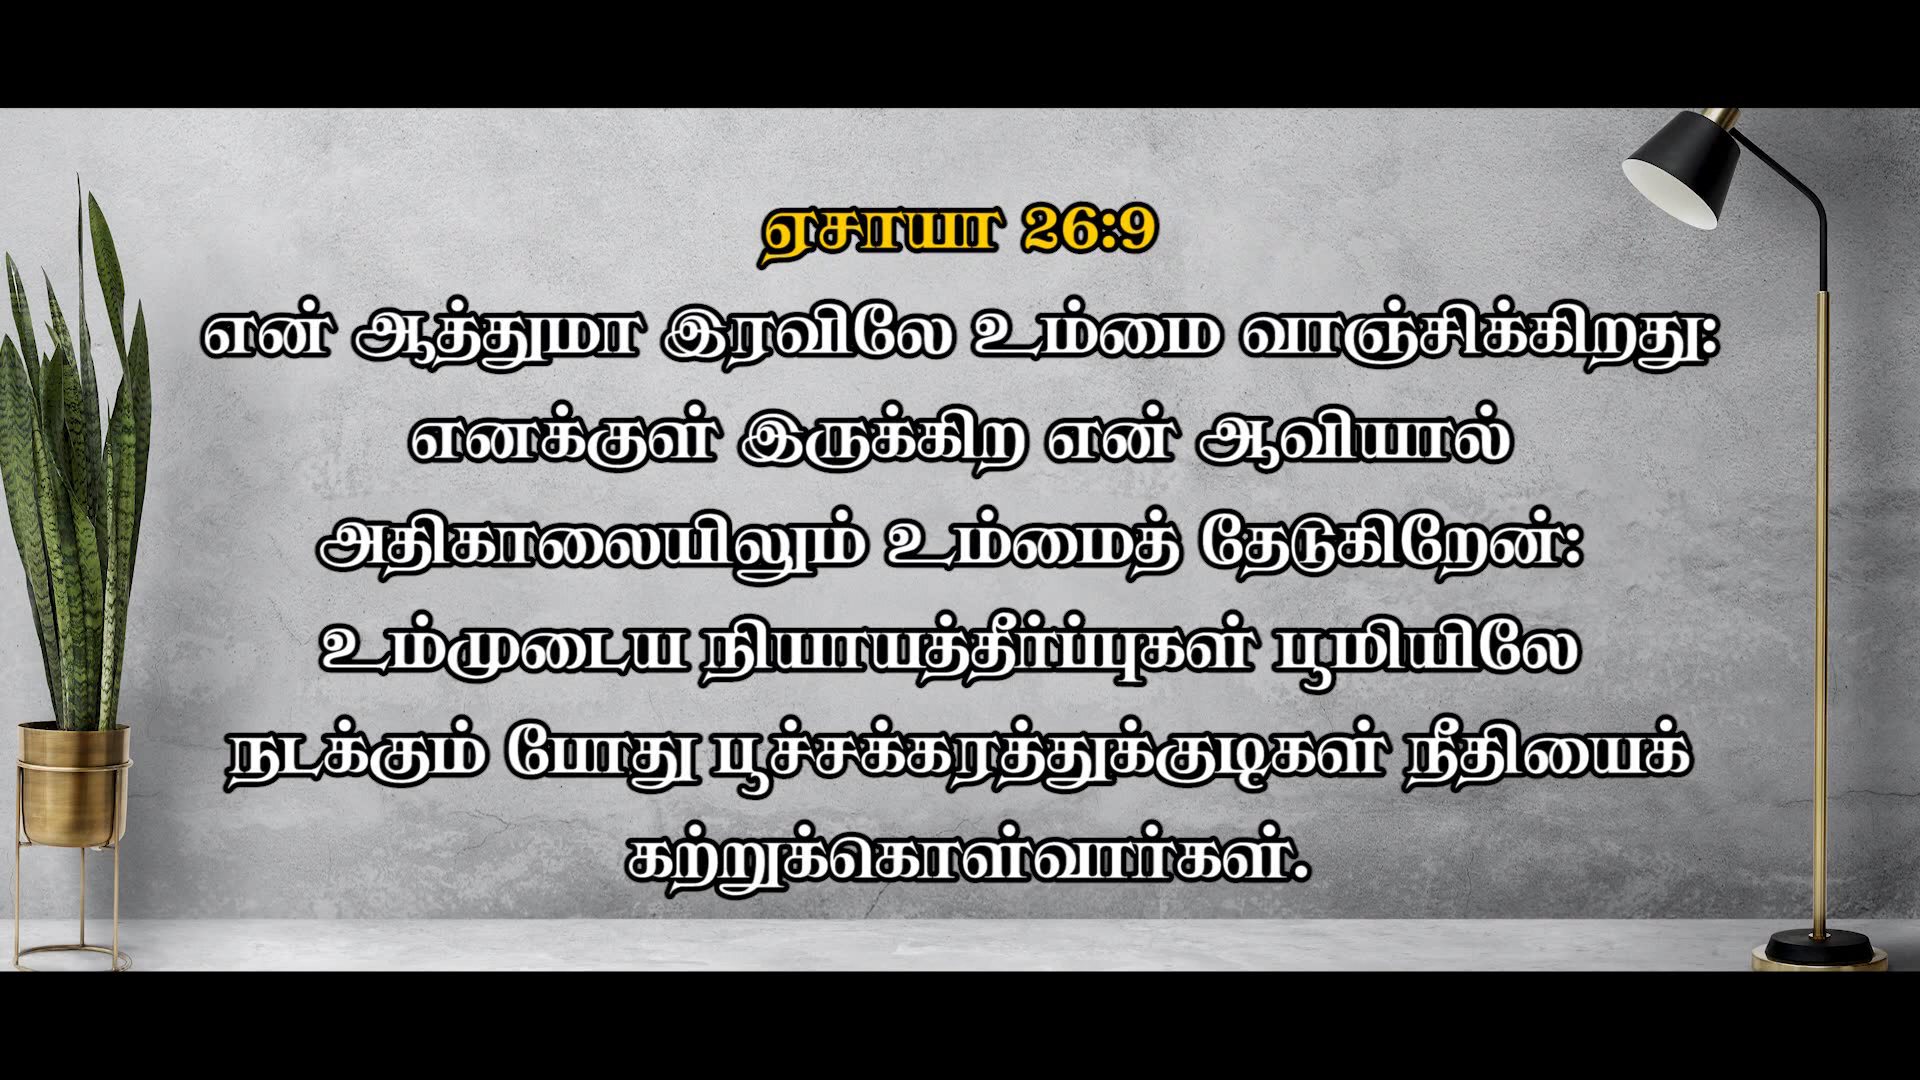 ஏசாயா 26:9
என் ஆத்துமா இரவிலே உம்மை வாஞ்சிக்கிறது:
எனக்குள் இருக்கிற என் ஆவியால்
அதிகாலையிலும் உம்மைத் தேடுகிறேன்:
உம்முடைய நியாயத்தீர்ப்புகள் பூமியிலே
நடக்கும் போது பூச்சக்கரத்துக்குடிகள் நீதியைக்
கற்றுக்கொள்வார்கள்.